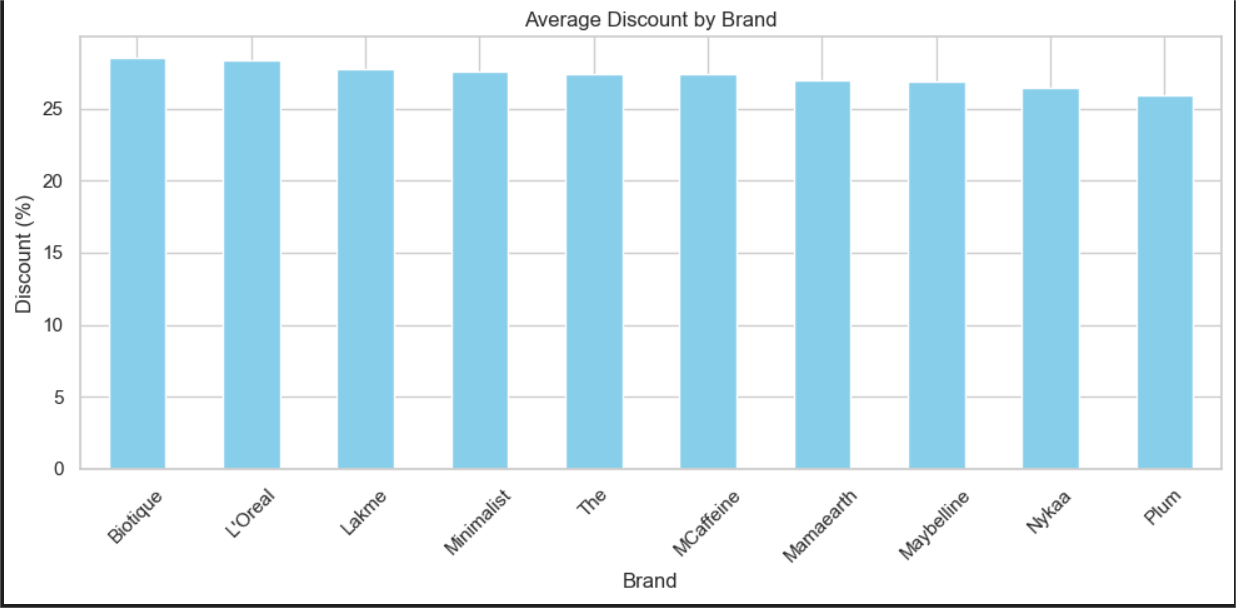 Average Discount by Brand
Discount (%)
25
20
15
10
5
0
Biotique
L'Oreal
Lakme
Minimalist
The
MCaffeine
Mamaearth
Maybelline
Nykaa
Plum
Brand